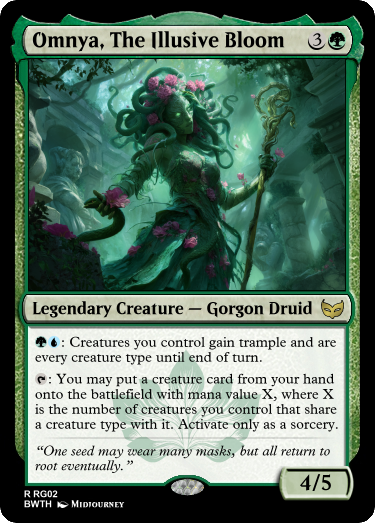 Omnya, The Illusive Bloom 3
Legendary Creature — Gorgon Druid
: Creatures you control gain trample and are
every creature type until end of turn.
: You may put a creature card from your hand
onto the battlefield with mana value X, where X
is the number of creatures you control that share
a creature type with it. Activate only as a sorcery.
“One seed may wear many masks, but all return to
root eventually.”
4/5
R RG02
BWTH Midjourney